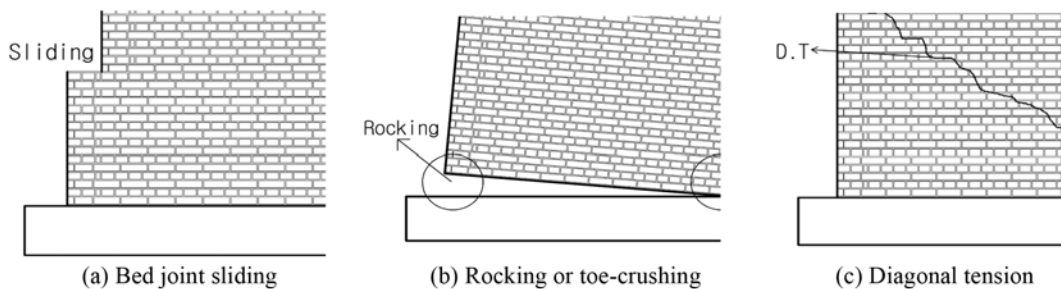 Sliding
Rocking
D.T
(a) Bed joint sliding
(b) Rocking or toe-crushing
(c) Diagonal tension